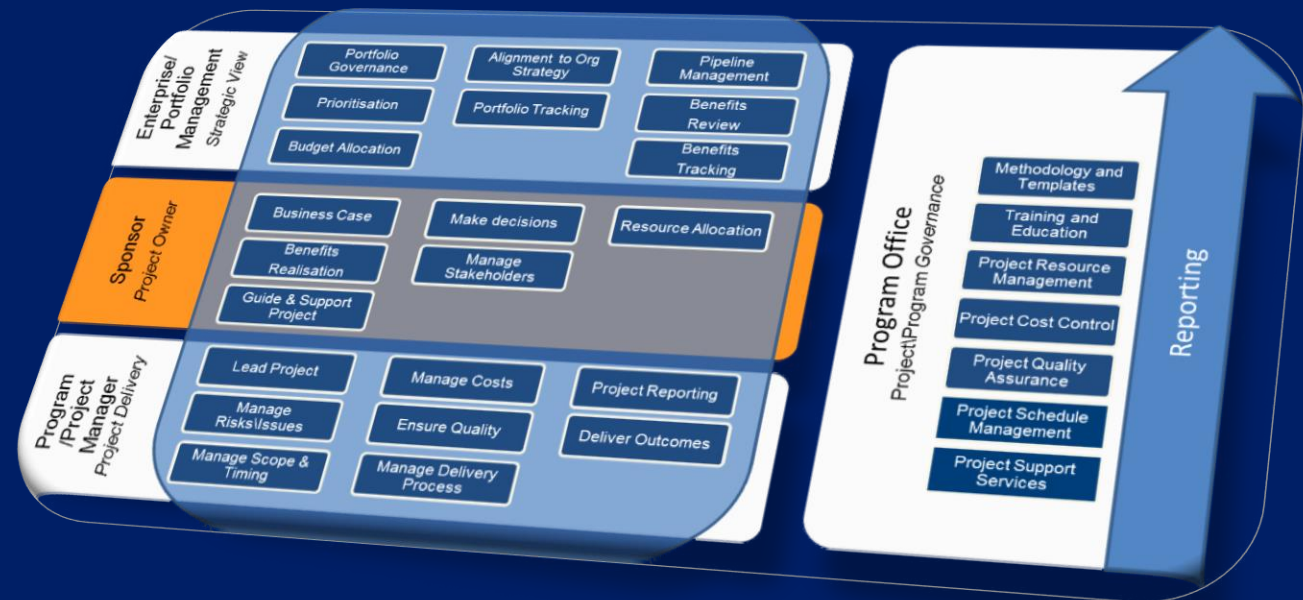 Enterprise/
Portfolio
Management
Strategic View
Portfolio
Governance
Alignment to Org
Strategy
Pipeline
Management
Prioritisation
Portfolio Tracking
Benefits
Review
Budget Allocation
Benefits
Tracking
Sponsor
Project Owner
Business Case
Make decisions
Resource Allocation
Benefits
Realisation
Manage
Stakeholders
Guide & Support
Project
Program
/Project
Manager
Project Delivery
Lead Project
Manage Costs
Project Reporting
Manage
Risks\Issues
Ensure Quality
Deliver Outcomes
Manage Scope &
Timing
Manage Delivery
Process
Program Office
Project\Program Governance
Methodology and
Templates
Training and
Education
Project Resource
Management
Project Cost Control
Project Quality
Assurance
Project Schedule
Management
Project Support
Services
Reporting